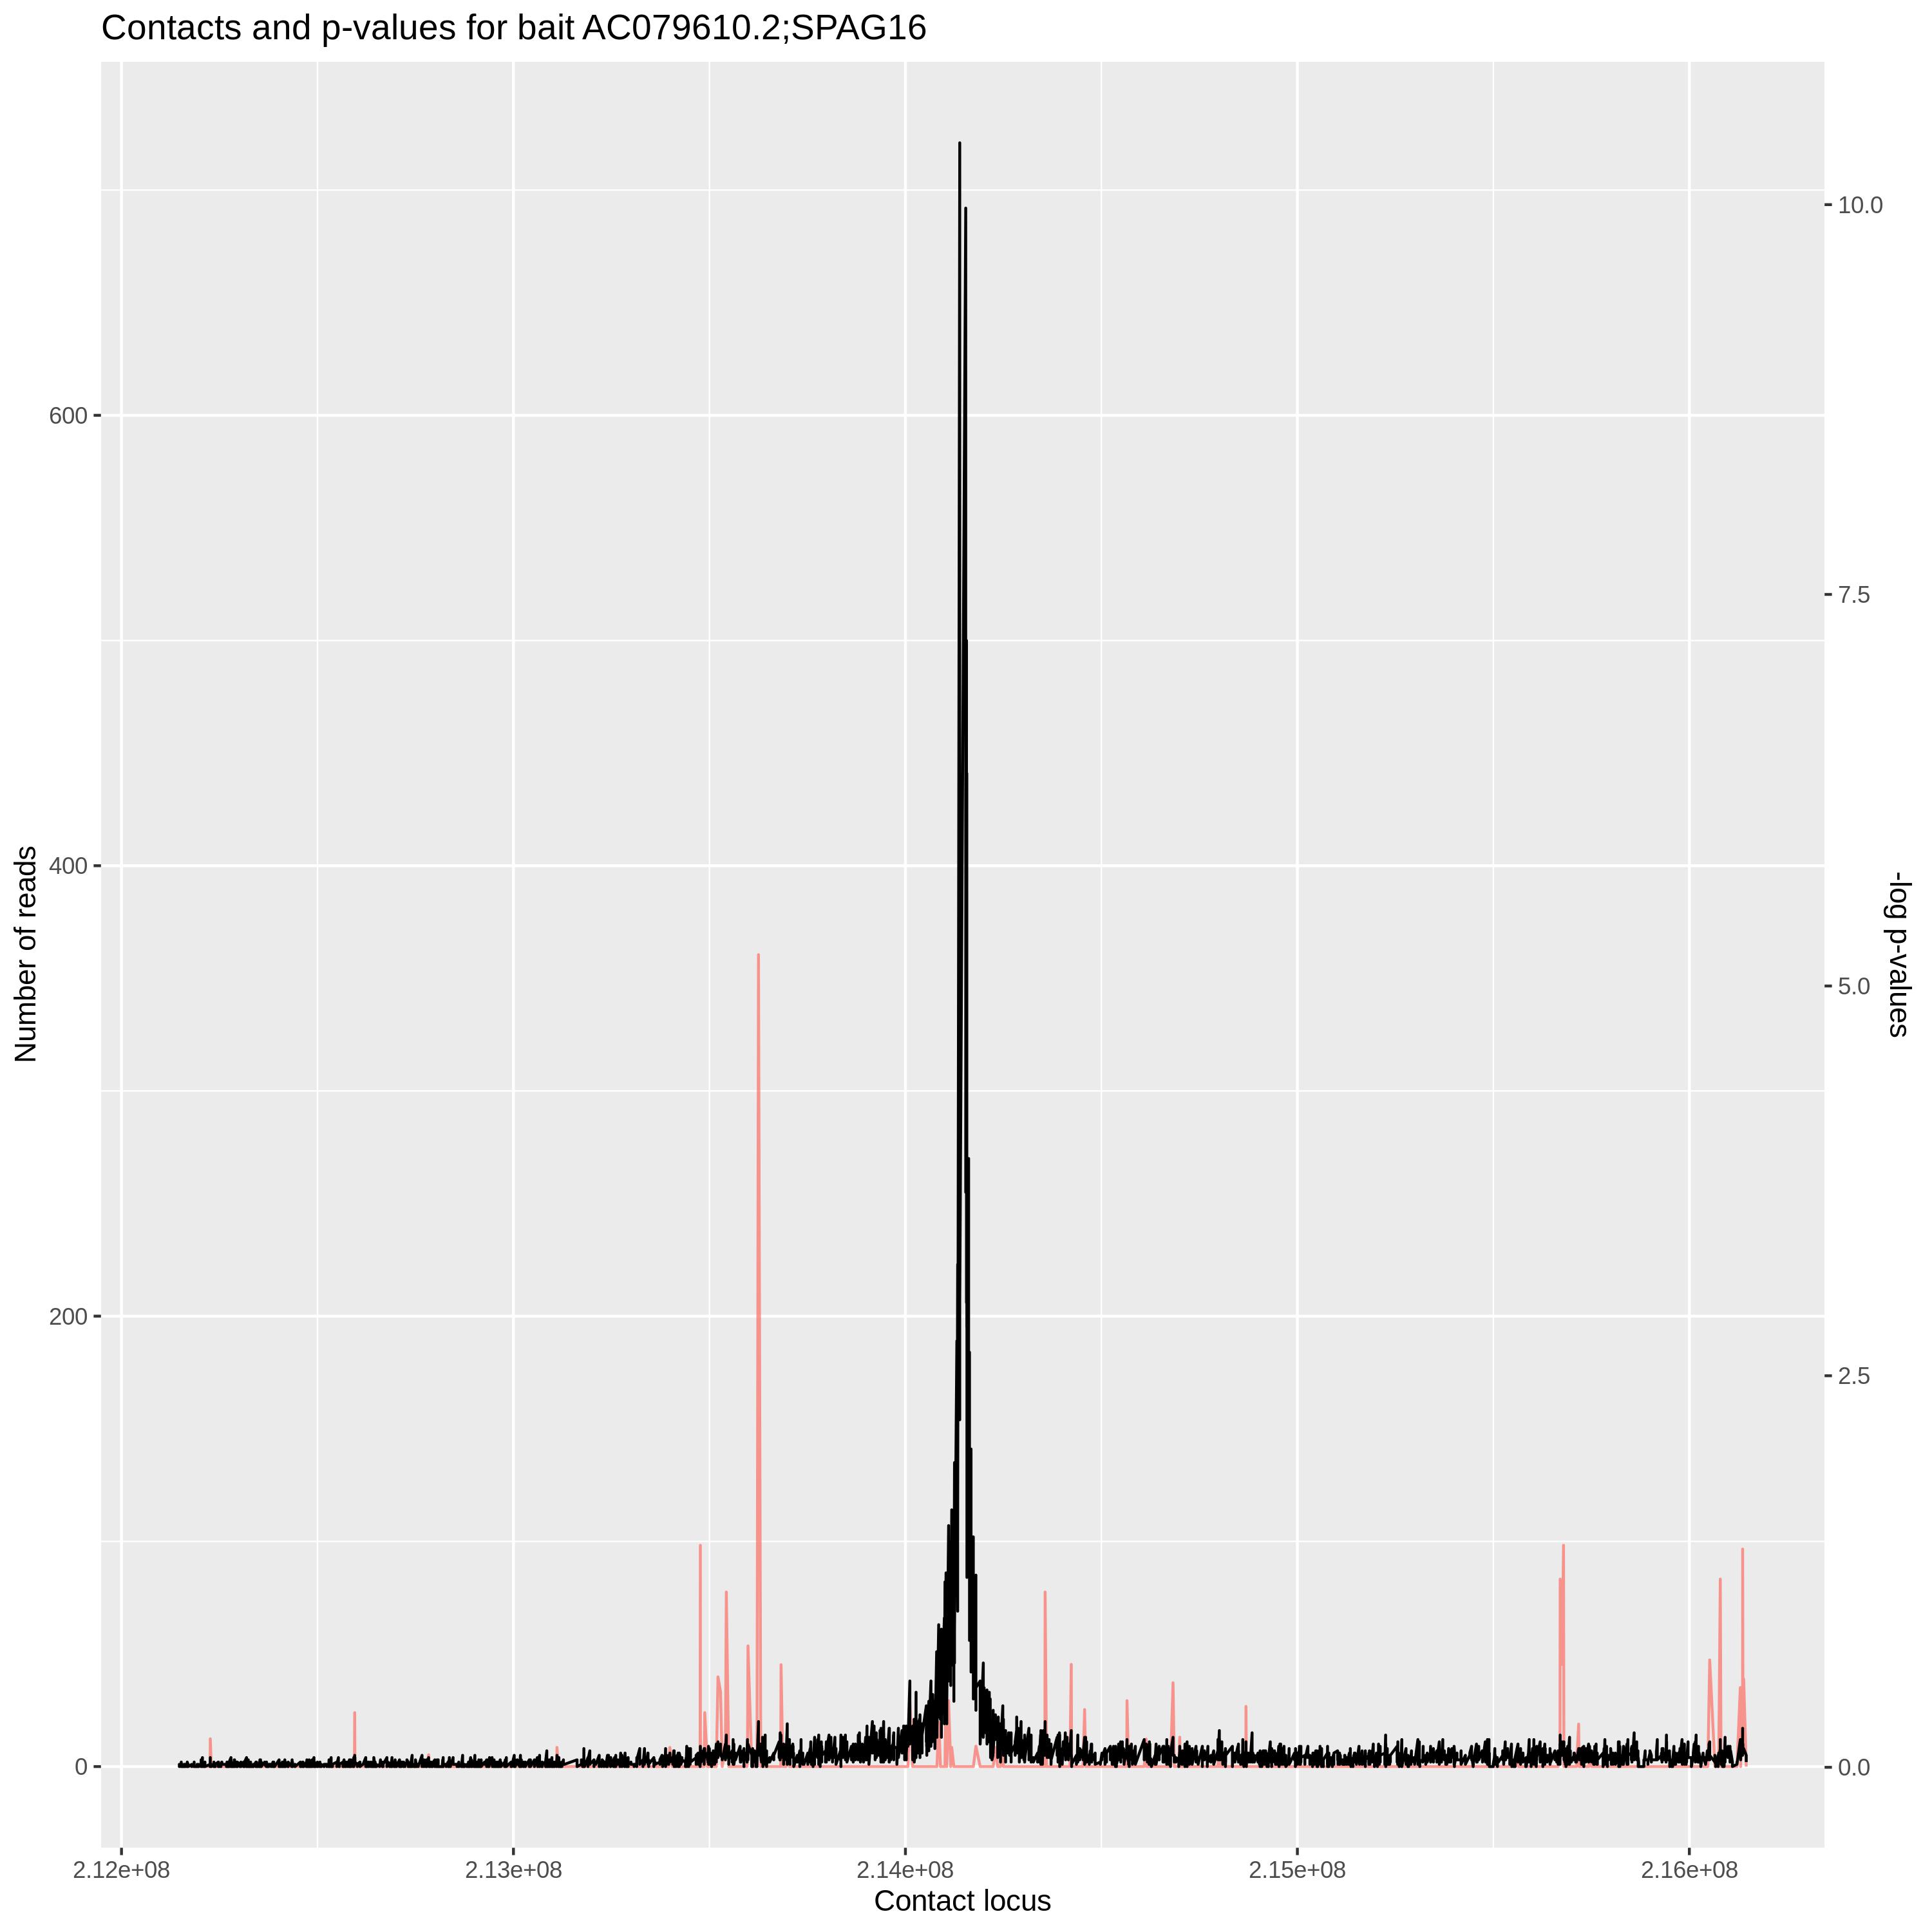 Contacts and p-values for bait AC079610.2;SPAG16
10.0
600
7.5
400
Number of reads
-log p-values
5.0
200
2.5
0
0.0
2.12e+08 2.13e+08 2.14e+08 2.15e+08 2.16e+08
Contact locus